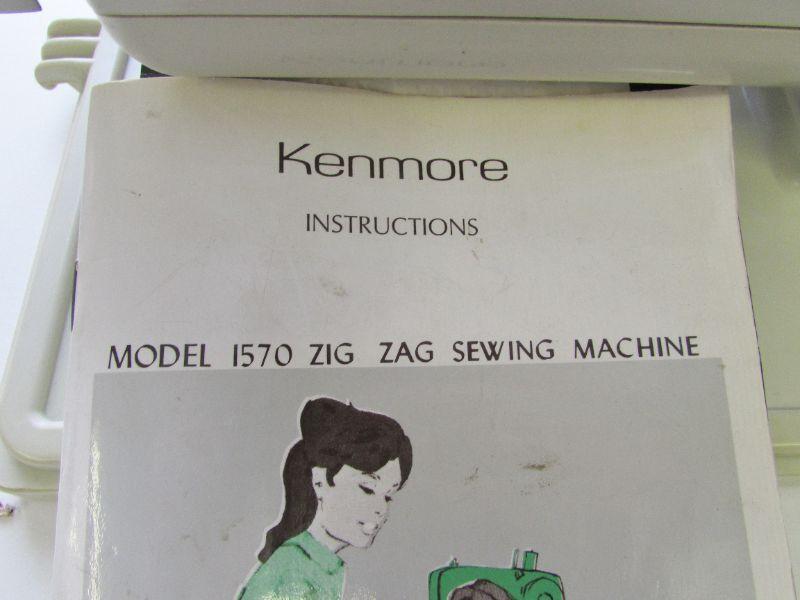 Kenmore
INSTRUCTIONS
MODEL 1570 ZIG ZAG SEWING MACHINE